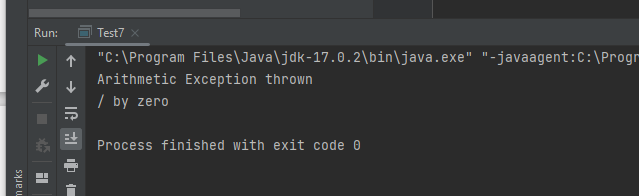 Run: Test7
"C:\Program Files\Java\jdk-17.0.2\bin\java.exe" "-javaagent:C:\Progr
Arithmetic Exception thrown
/ by zero
Process finished with exit code 0
marks